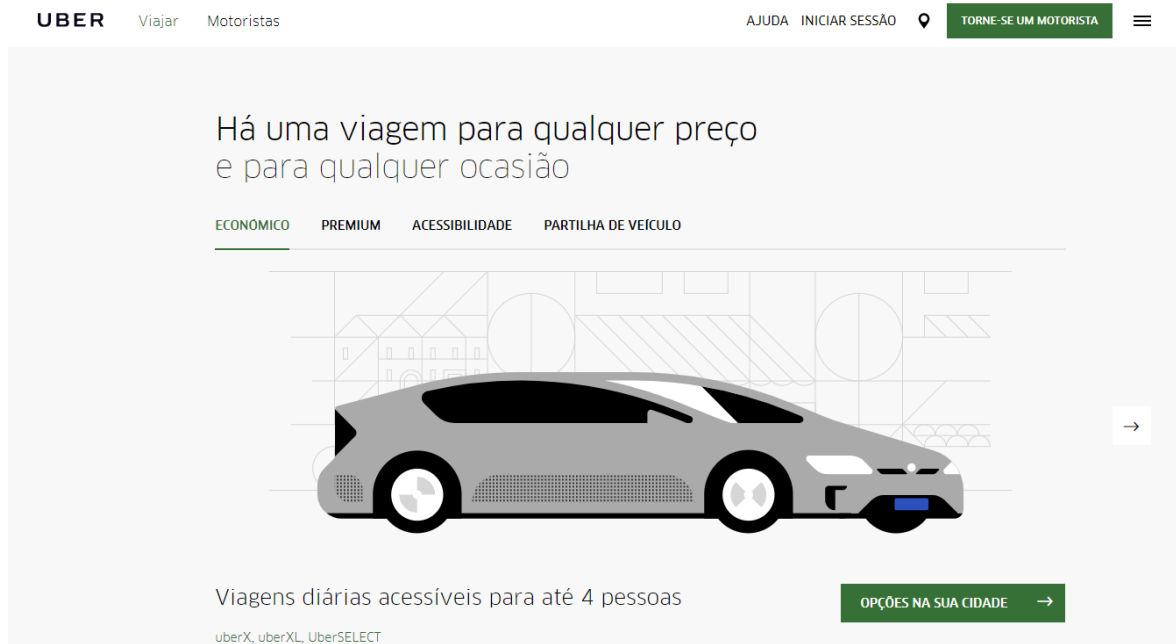 UBER Viajar Motoristas AJUDA INICIAR SESSÃO TORNE-SE UM MOTORISTA
Há uma viagem para qualquer preço
e para qualquer ocasião
ECONÓMICO PREMIUM ACESSIBILIDADE PARTILHA DE VEÍCULO
Viagens diárias acessíveis para até 4 pessoas
OPÇÕES NA SUA CIDADE
uberX, uberXL, UberSELECT